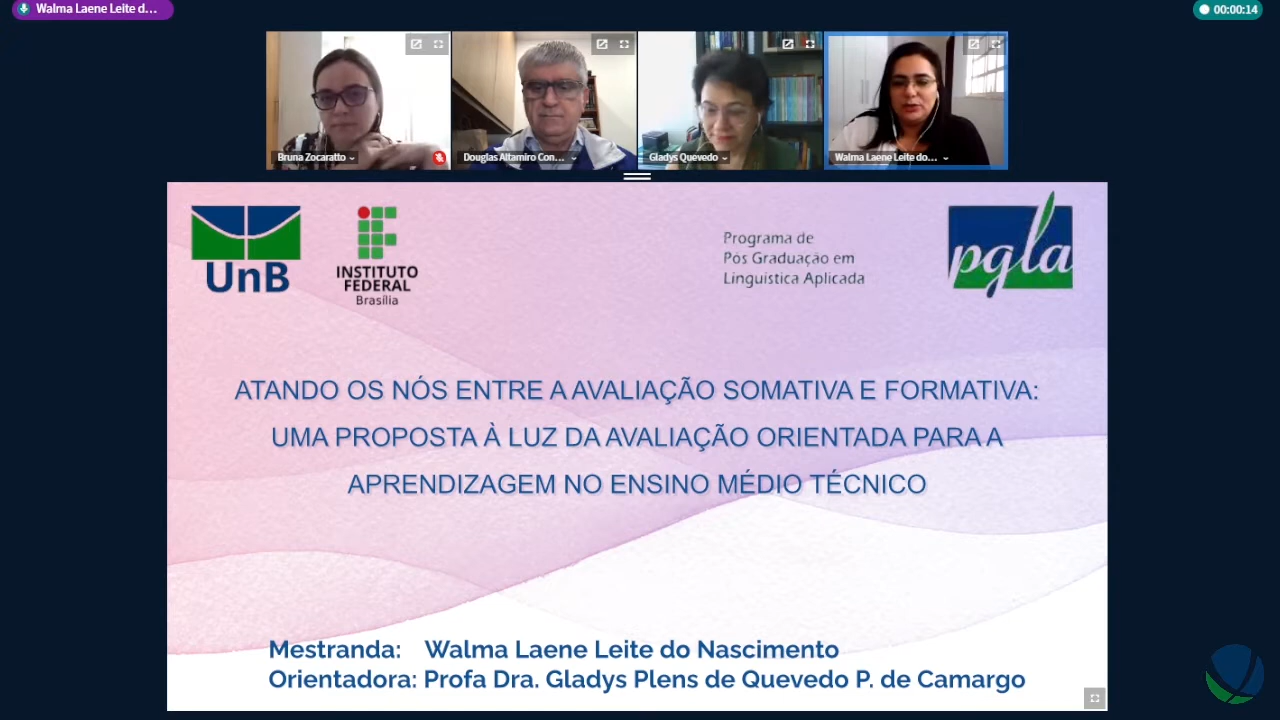 Walma Laene Leite d...
00:00:14
Bruna Zocaratto
Douglas Altamiro Con...
Gladys Quevedo
Walma Laene Leite do...
UnB
INSTITUTO
FEDERAL
Brasília
Programa de
Pós Graduação em
Linguística Aplicada
pgla
ATANDO OS NÓS ENTRE A AVALIAÇÃO SOMATIVA E FORMATIVA:
UMA PROPOSTA À LUZ DA AVALIAÇÃO ORIENTADA PARA A
APRENDIZAGEM NO ENSINO MÉDIO TÉCNICO
Mestranda: Walma Laene Leite do Nascimento
Orientadora: Profa Dra. Gladys Plens de Quevedo P. de Camargo